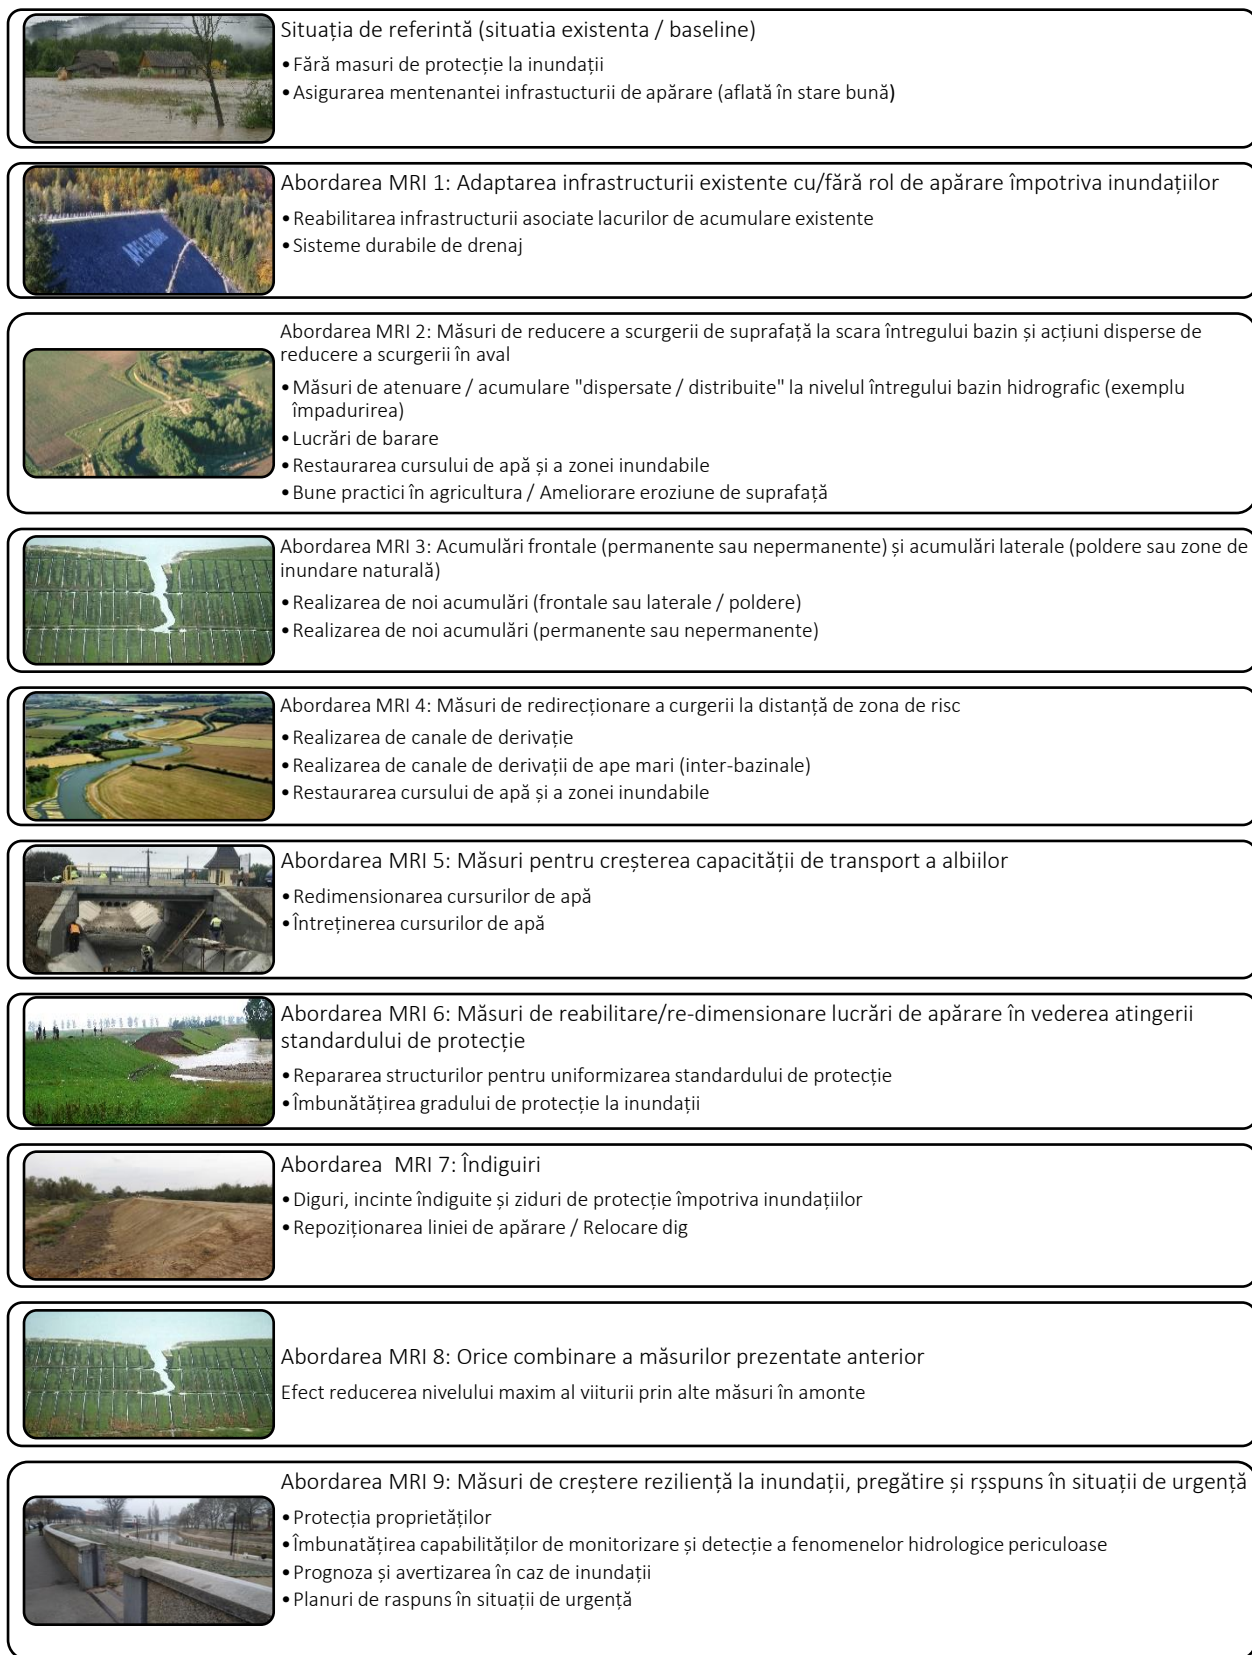 Situația de referintă (situatia existenta / baseline)
•Fără masuri de protecție la inundații
•Asigurarea mentenantei infrastucturii de apărare (aflată în stare bună)
Abordarea MRI 1: Adaptarea infrastructurii existente cu/fără rol de apărare împotriva inundațiilor
•Reabilitarea infrastructurii asociate lacurilor de acumulare existente
•Sisteme durabile de drenaj
Abordarea MRI 2: Măsuri de reducere a scurgerii de suprafață la scara întregului bazin și acțiuni disperse de
reducere a scurgerii în aval
•Măsuri de atenuare / acumulare "dispersate / distribuite" la nivelul întregului bazin hidrografic (exemplu
împadurirea)
•Lucrări de barare
•Restaurarea cursului de apă și a zonei inundabile
•Bune practici în agricultura / Ameliorare eroziune de suprafață
Abordarea MRI 3: Acumulări frontale (permanente sau nepermanente) și acumulări laterale (poldere sau zone de
inundare naturală)
•Realizarea de noi acumulări (frontale sau laterale / poldere)
•Realizarea de noi acumulări (permanente sau nepermanente)
Abordarea MRI 4: Măsuri de redirecționare a curgerii la distanță de zona de risc
•Realizarea de canale de derivație
•Realizarea de canale de derivații de ape mari (inter-bazinale)
•Restaurarea cursului de apă și a zonei inundabile
Abordarea MRI 5: Măsuri pentru creșterea capacității de transport a albiilor
•Redimensionarea cursurilor de apă
•Întreținerea cursurilor de apă
Abordarea MRI 6: Măsuri de reabilitare/re-dimensionare lucrări de apărare în vederea atingerii
standardului de protecție
•Repararea structurilor pentru uniformizarea standardului de protecție
•Îmbunătățirea gradului de protecție la inundații
Abordarea MRI 7: Îndiguiri
•Diguri, incinte îndiguite și ziduri de protecție împotriva inundațiilor
•Repoziționarea liniei de apărare / Relocare dig
Abordarea MRI 8: Orice combinare a măsurilor prezentate anterior
Efect reducerea nivelului maxim al viiturii prin alte măsuri în amonte
Abordarea MRI 9: Măsuri de creștere reziliență la inundații, pregătire și rșspuns în situații de urgență
•Protecția proprietăților
•Îmbunatățirea capabilităților de monitorizare și detecție a fenomenelor hidrologice periculoase
•Prognoza și avertizarea în caz de inundații
•Planuri de raspuns în situații de urgență